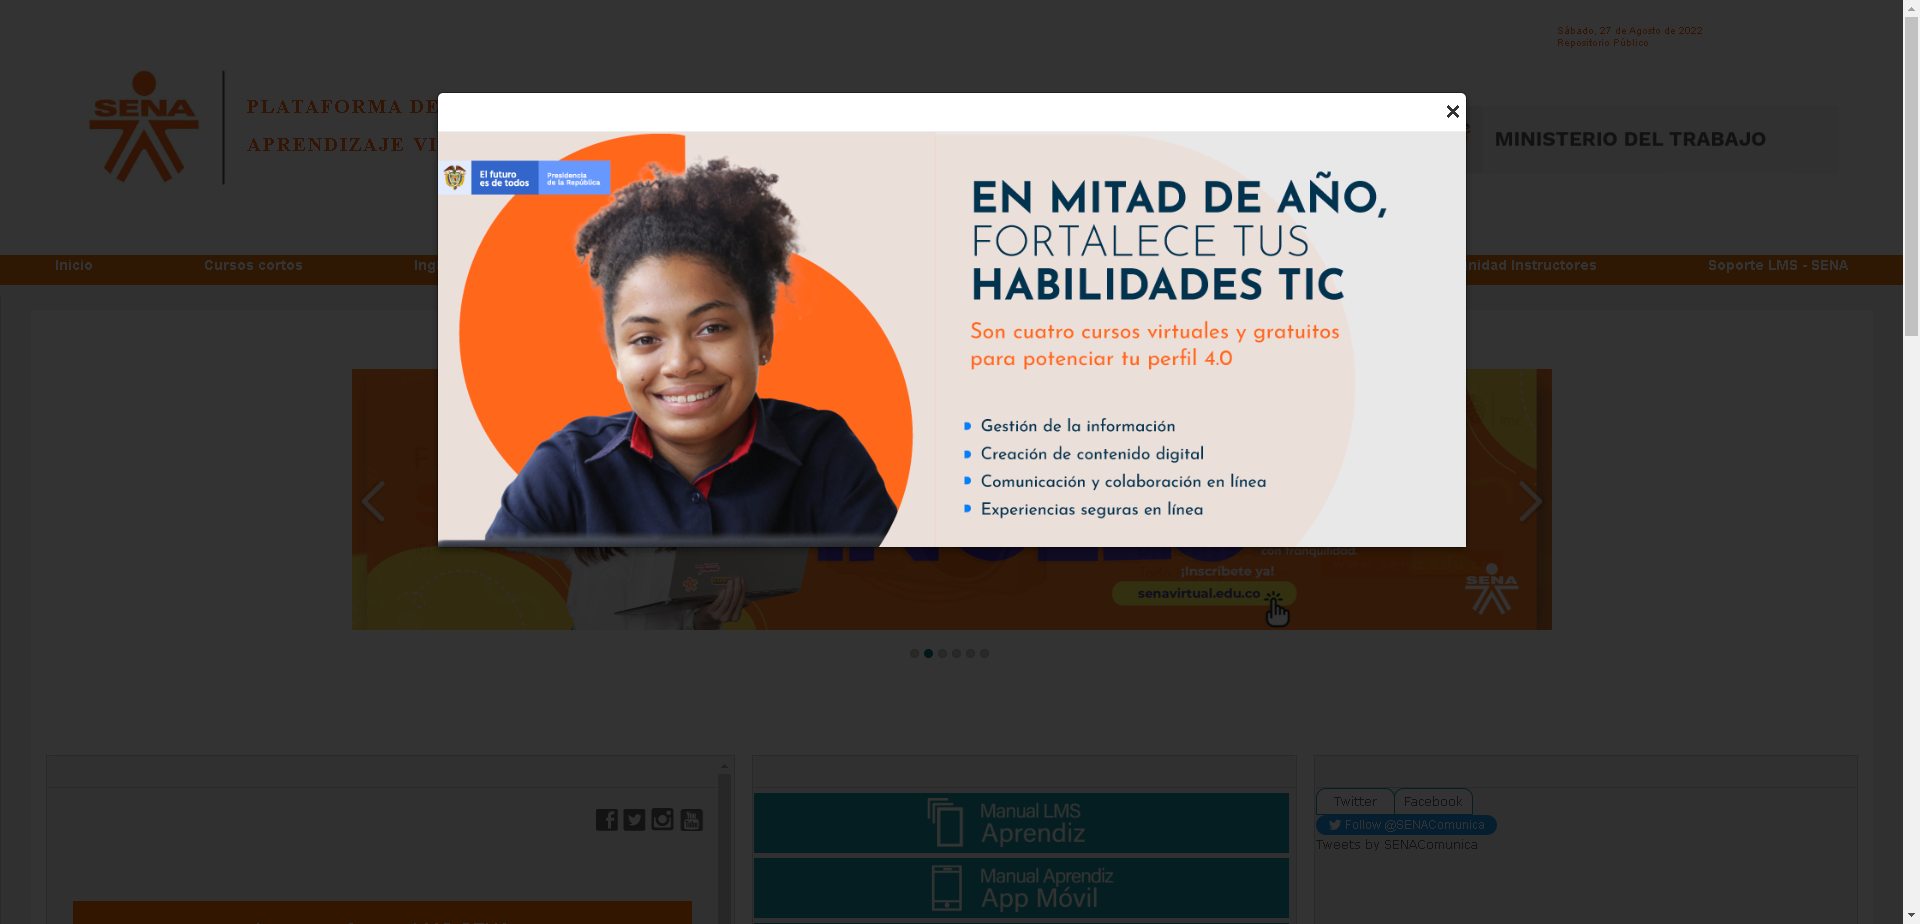 Sábado, 27 de Agosto de 2022
Repositorio Público
SENA
PLATAFORMA DE
APRENDIZAJE VI
MINISTERIO DEL TRABAJO
×
El futuro
es de todos
Presidencia
de la República
EN MITAD DE AÑO,
FORTALECE TUS
HABILIDADES TIC
Son cuatro cursos virtuales y gratuitos
para potenciar tu perfil 4.0
Gestión de la información
Creación de contenido digital
Comunicación y colaboración en línea
Experiencias seguras en línea
Inicio
Cursos cortos
Ing
nidad Instructores
Soporte LMS - SENA
con tranquilidad.
¡Inscríbete ya!
senavirtual.edu.co
SENA
Manual LMS
Aprendiz
Manual Aprendiz
App Móvil
Twitter
Facebook
Follow @SENAComunica
Tweets by SENAComunica